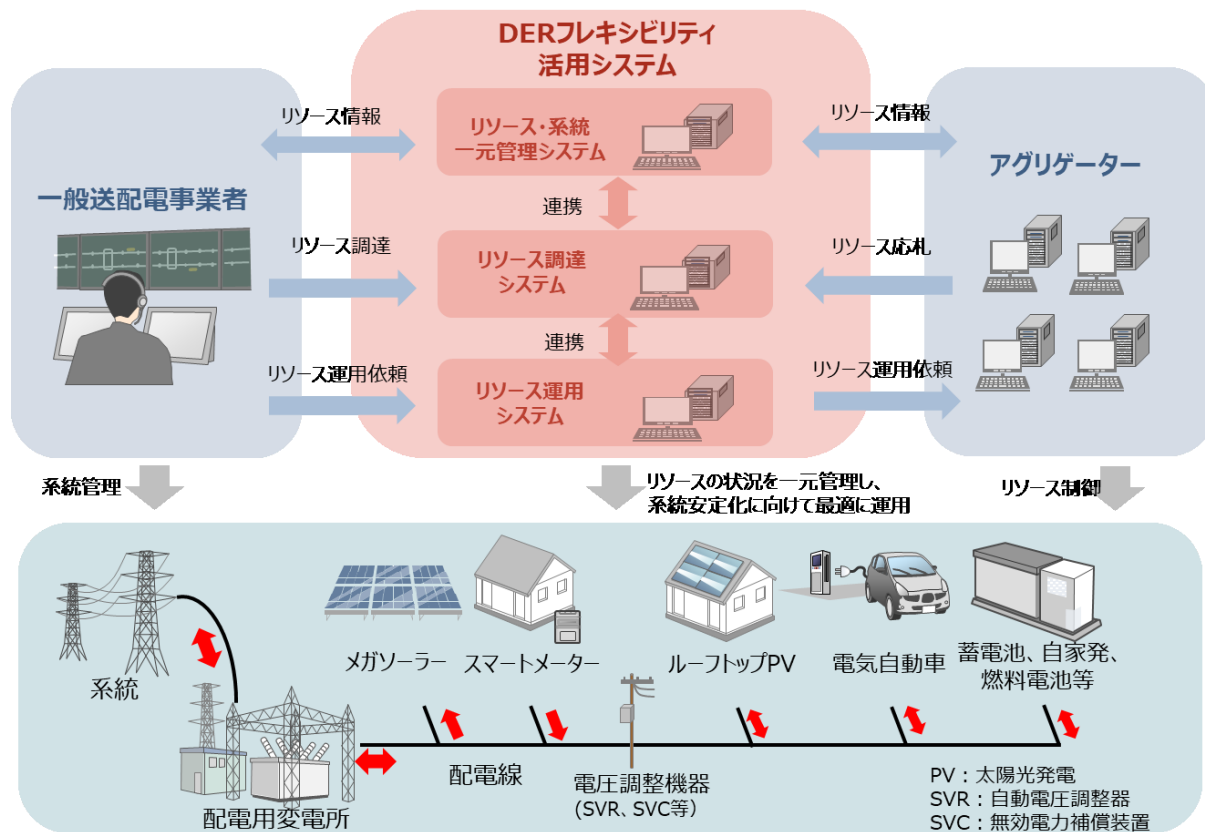 DERフレキシビリティ
活用システム
リソース情報
リソース・系統
一元管理システム
リソース情報
一般送配電事業者
アグリゲーター
連携
リソース調達
リソース調達
システム
リソース応札
連携
リソース運用依頼
リソース運用
システム
リソース運用依頼
系統管理
リソースの状況を一元管理し、
系統安定化に向けて最適に運用
リソース制御
メガソーラー
スマートメーター
ルーフトップPV
電気自動車
蓄電池、自家発、
燃料電池等
系統
配電線
電圧調整機器
(SVR、SVC等)
配電用変電所
PV：太陽光発電
SVR：自動電圧調整器
SVC：無効電力補償装置